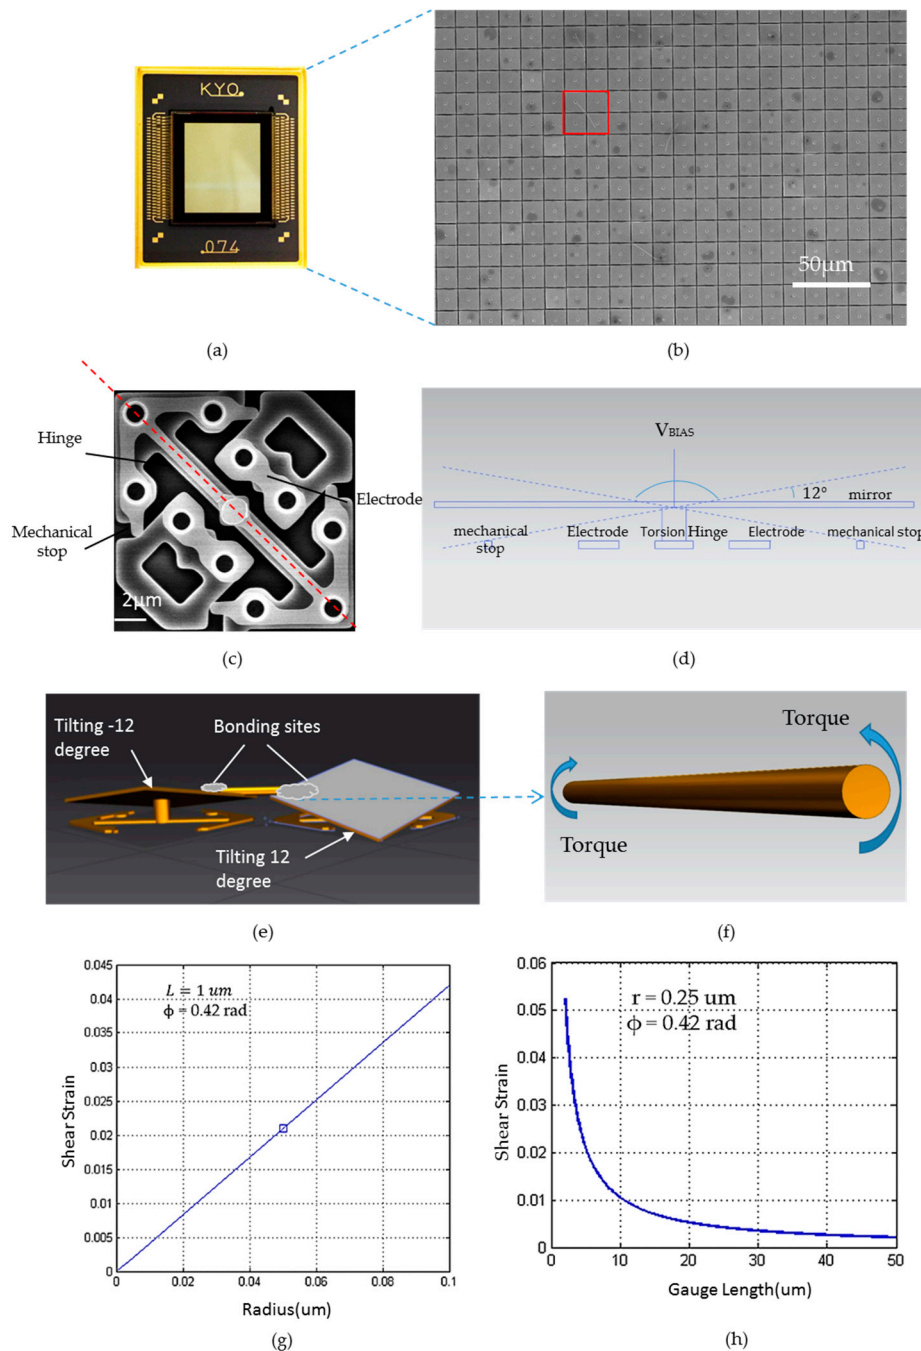 KYO
.074
50μm
(a)
(b)
Hinge
Electrode
Mechanical
stop
2μm
V_BIAS
12°
mirror
mechanical
stop
Electrode
Torsion Hinge
Electrode
mechanical stop
(c)
(d)
Tilting -12
degree
Bonding sites
Tilting 12
degree
Torque
Torque
(e)
(f)
0.045
0.04
0.035
0.03
0.025
0.02
0.015
0.01
0.005
0
L = 1 um
ϕ = 0.42 rad
Shear Strain
0
0.02
0.04
0.06
0.08
0.1
Radius(um)
(g)
0.06
0.05
0.04
0.03
0.02
0.01
0
r = 0.25 um
ϕ = 0.42 rad
Shear Strain
0
10
20
30
40
50
Gauge Length(um)
(h)